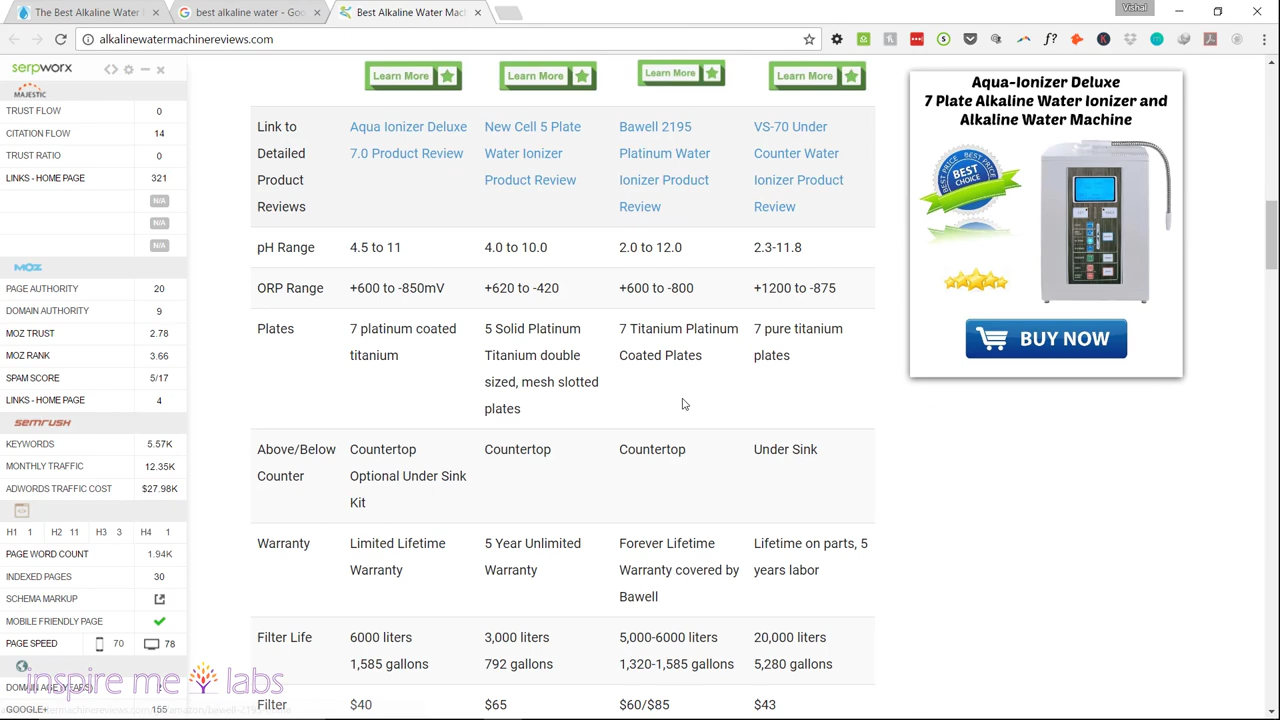 The Best Alkaline Water
best alkaline water - Goo
Best Alkaline Water Mac
Vishal
alkalinewatermachinereviews.com
serpworx
MAJESTIC
TRUST FLOW 0
CITATION FLOW 14
TRUST RATIO 0
LINKS - HOME PAGE 321
N/A
N/A
N/A
MOZ
PAGE AUTHORITY 20
DOMAIN AUTHORITY 9
MOZ TRUST 2.78
MOZ RANK 3.66
SPAM SCORE 5/17
LINKS - HOME PAGE 4
SEMRUSH
KEYWORDS 5.57K
MONTHLY TRAFFIC 12.35K
ADWORDS TRAFFIC COST $27.98K
H1 1 H2 11 H3 3 H4 1
PAGE WORD COUNT 1.94K
INDEXED PAGES 30
SCHEMA MARKUP
MOBILE FRIENDLY PAGE
PAGE SPEED 70 78
DOMAIN AGE (YEARS)
GOOGLE+ 155
inspire me labs
Learn More Learn More Learn More Learn More
Link to Aqua Ionizer Deluxe New Cell 5 Plate Bawell 2195 VS-70 Under
Detailed 7.0 Product Review Water Ionizer Platinum Water Counter Water
Product Product Review Ionizer Product Ionizer Product
Reviews Review Review
pH Range 4.5 to 11 4.0 to 10.0 2.0 to 12.0 2.3-11.8
ORP Range +600 to -850mV +620 to -420 +600 to -800 +1200 to -875
Plates 7 platinum coated 5 Solid Platinum 7 Titanium Platinum 7 pure titanium
titanium Titanium double Coated Plates plates
sized, mesh slotted
plates
Above/Below Countertop Countertop Countertop Under Sink
Counter Optional Under Sink
Kit
Warranty Limited Lifetime 5 Year Unlimited Forever Lifetime Lifetime on parts, 5
Warranty Warranty Warranty covered by years labor
Bawell
Filter Life 6000 liters 3,000 liters 5,000-6000 liters 20,000 liters
1,585 gallons 792 gallons 1,320-1,585 gallons 5,280 gallons
Filter $40 $65 $60/$85 $43
Aqua-Ionizer Deluxe
7 Plate Alkaline Water Ionizer and
Alkaline Water Machine
BEST PRICE
BEST
CHOICE
BUY NOW